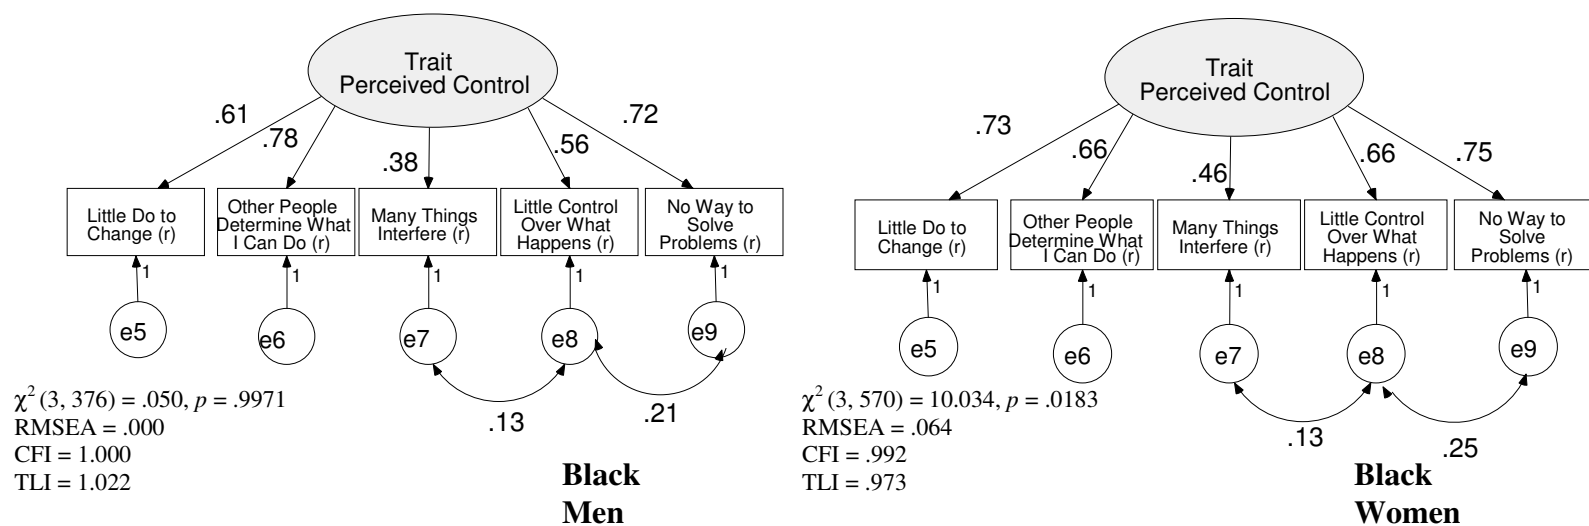 Trait
Perceived Control
.61
.78
.38
.56
.72
Little Do to
Change (r)
Other People
Determine What
I Can Do (r)
Many Things
Interfere (r)
Little Control
Over What
Happens (r)
No Way to
Solve
Problems (r)
1
1
1
1
1
e5
e6
e7
e8
e9
.13
.21
χ² (3, 376) = .050, p = .9971
RMSEA = .000
CFI = 1.000
TLI = 1.022
Black
Men
Trait
Perceived Control
.73
.66
.46
.66
.75
Little Do to
Change (r)
Other People
Determine What
I Can Do (r)
Many Things
Interfere (r)
Little Control
Over What
Happens (r)
No Way to
Solve
Problems (r)
1
1
1
1
1
e5
e6
e7
e8
e9
.13
.25
χ² (3, 570) = 10.034, p = .0183
RMSEA = .064
CFI = .992
TLI = .973
Black
Women